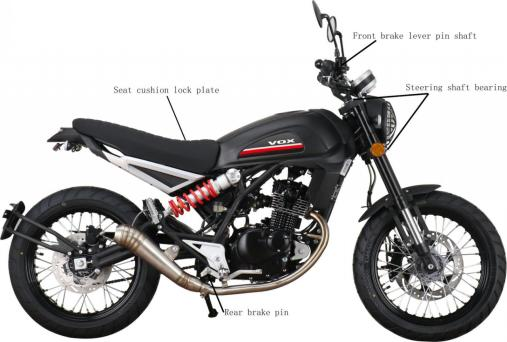 Front brake lever pin shaft
Seat cushion lock plate
Steering shaft bearing
VOX
Rear brake pin